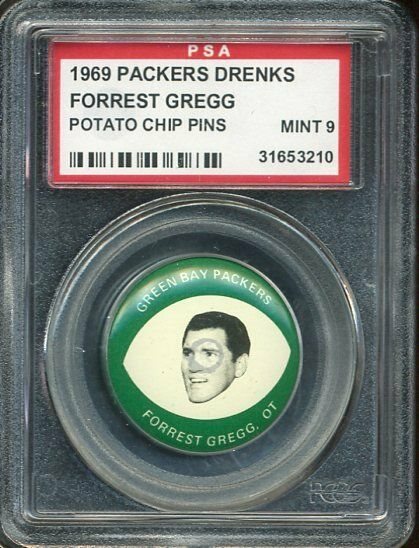 PSA
1969 PACKERS DRENKS
FORREST GREGG
POTATO CHIP PINS MINT 9
31653210
GREEN BAY PACKERS
FORREST GREGG, OT